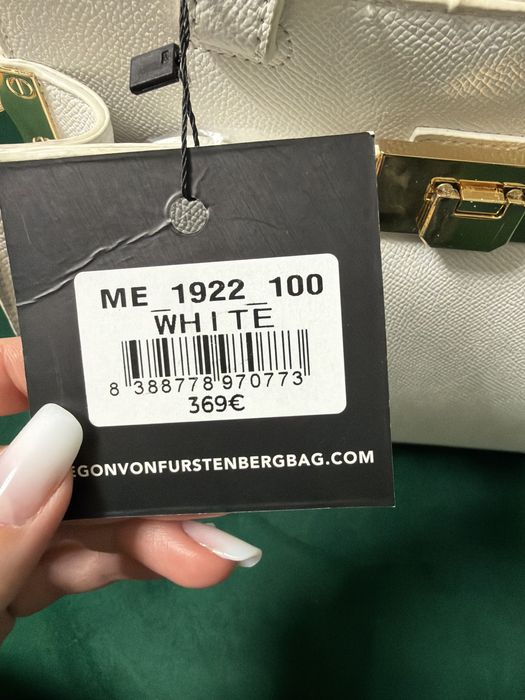 ME_1922_100
WHITE
8 388778 970773
369€
EGONVONFURSTENBERGBAG.COM